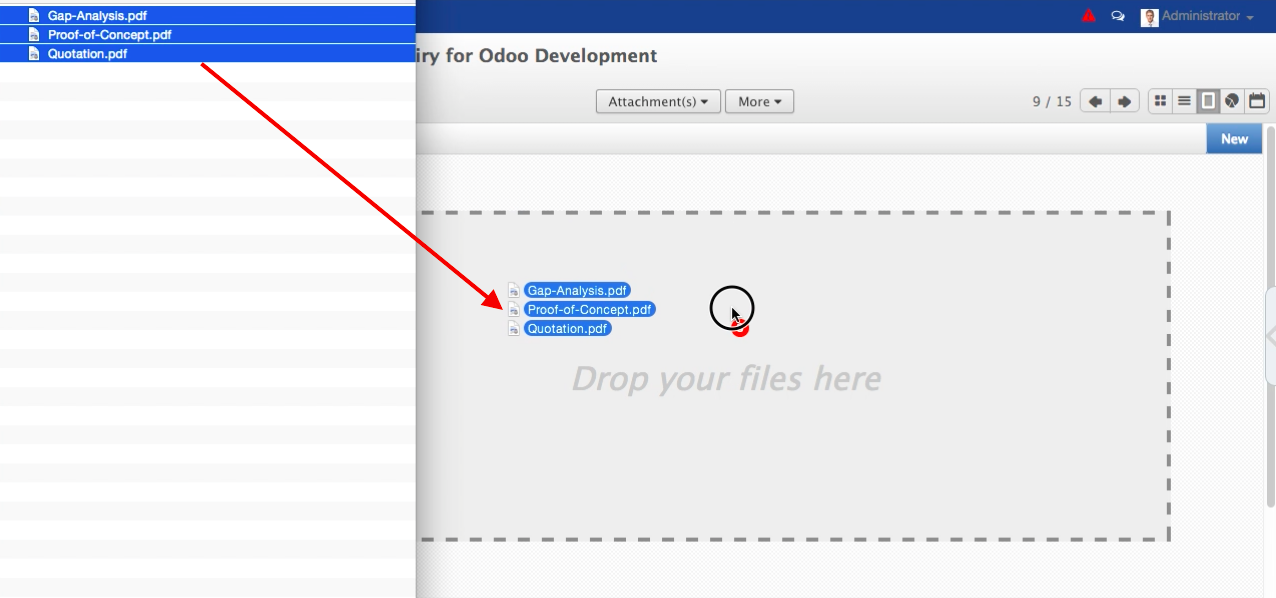 Gap-Analysis.pdf
Proof-of-Concept.pdf
Quotation.pdf
Administrator
iry for Odoo Development
Attachment(s)
More
9 / 15
New
Gap-Analysis.pdf
Proof-of-Concept.pdf
Quotation.pdf
Drop your files here